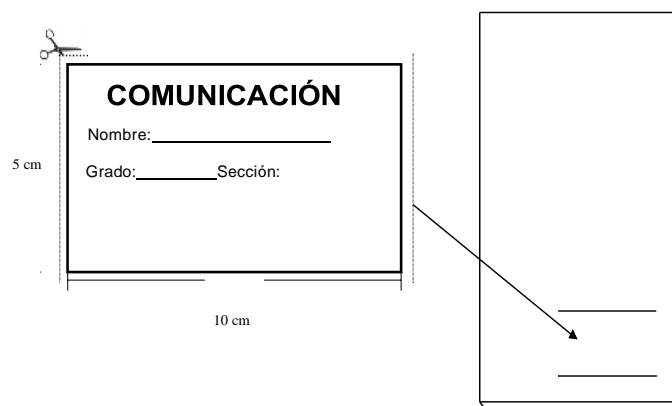 COMUNICACIÓN
Nombre:
Grado: Sección:
5 cm
10 cm